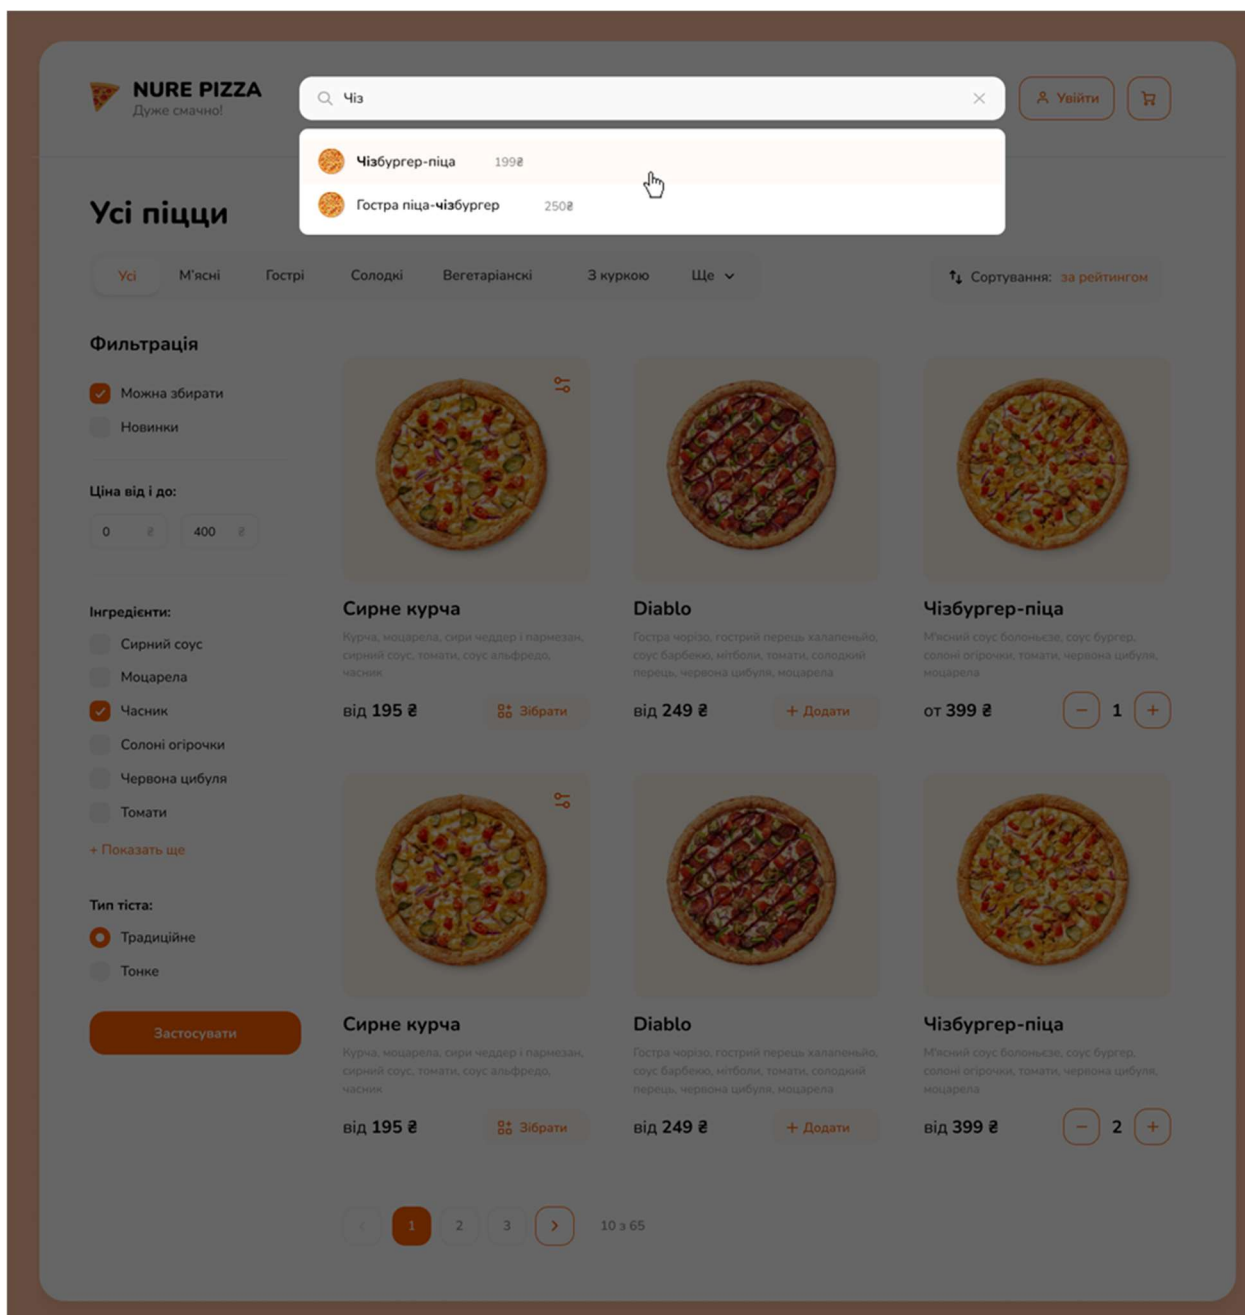 NURE PIZZA
Дуже смачно!
Чіз
Увійти
Чізбургер-піца 199₴
Гостра піца-чізбургер 250₴
Усі піцци
Усі М'ясні Гострі Солодкі Вегетаріанскі З куркою Ще
Сортування: за рейтингом
Фильтрація
Можна збирати
Новинки
Ціна від і до:
0 ₴ 400 ₴
Інгредієнти:
Сирний соус
Моцарела
Часник
Солоні огірочки
Червона цибуля
Томати
+ Показать ще
Тип тіста:
Традиційне
Тонке
Застосувати
Сирне курча
Курча, моцарела, сири чеддер і пармезан,
сирний соус, томати, соус альфредо,
часник
від 195 ₴ Зібрати
Diablo
Гостра чорізо, гострий перець халапеньйо,
соус барбекю, мітболи, томати, солодкий
перець, червона цибуля, моцарела
від 249 ₴ + Додати
Чізбургер-піца
М'ясний соус болоньєзе, соус бургер,
солоні огірочки, томати, червона цибуля,
моцарела
от 399 ₴ − 1 +
Сирне курча
Курча, моцарела, сири чеддер і пармезан,
сирний соус, томати, соус альфредо,
часник
від 195 ₴ Зібрати
Diablo
Гостра чорізо, гострий перець халапеньйо,
соус барбекю, мітболи, томати, солодкий
перець, червона цибуля, моцарела
від 249 ₴ + Додати
Чізбургер-піца
М'ясний соус болоньєзе, соус бургер,
солоні огірочки, томати, червона цибуля,
моцарела
від 399 ₴ − 2 +
1 2 3 10 з 65